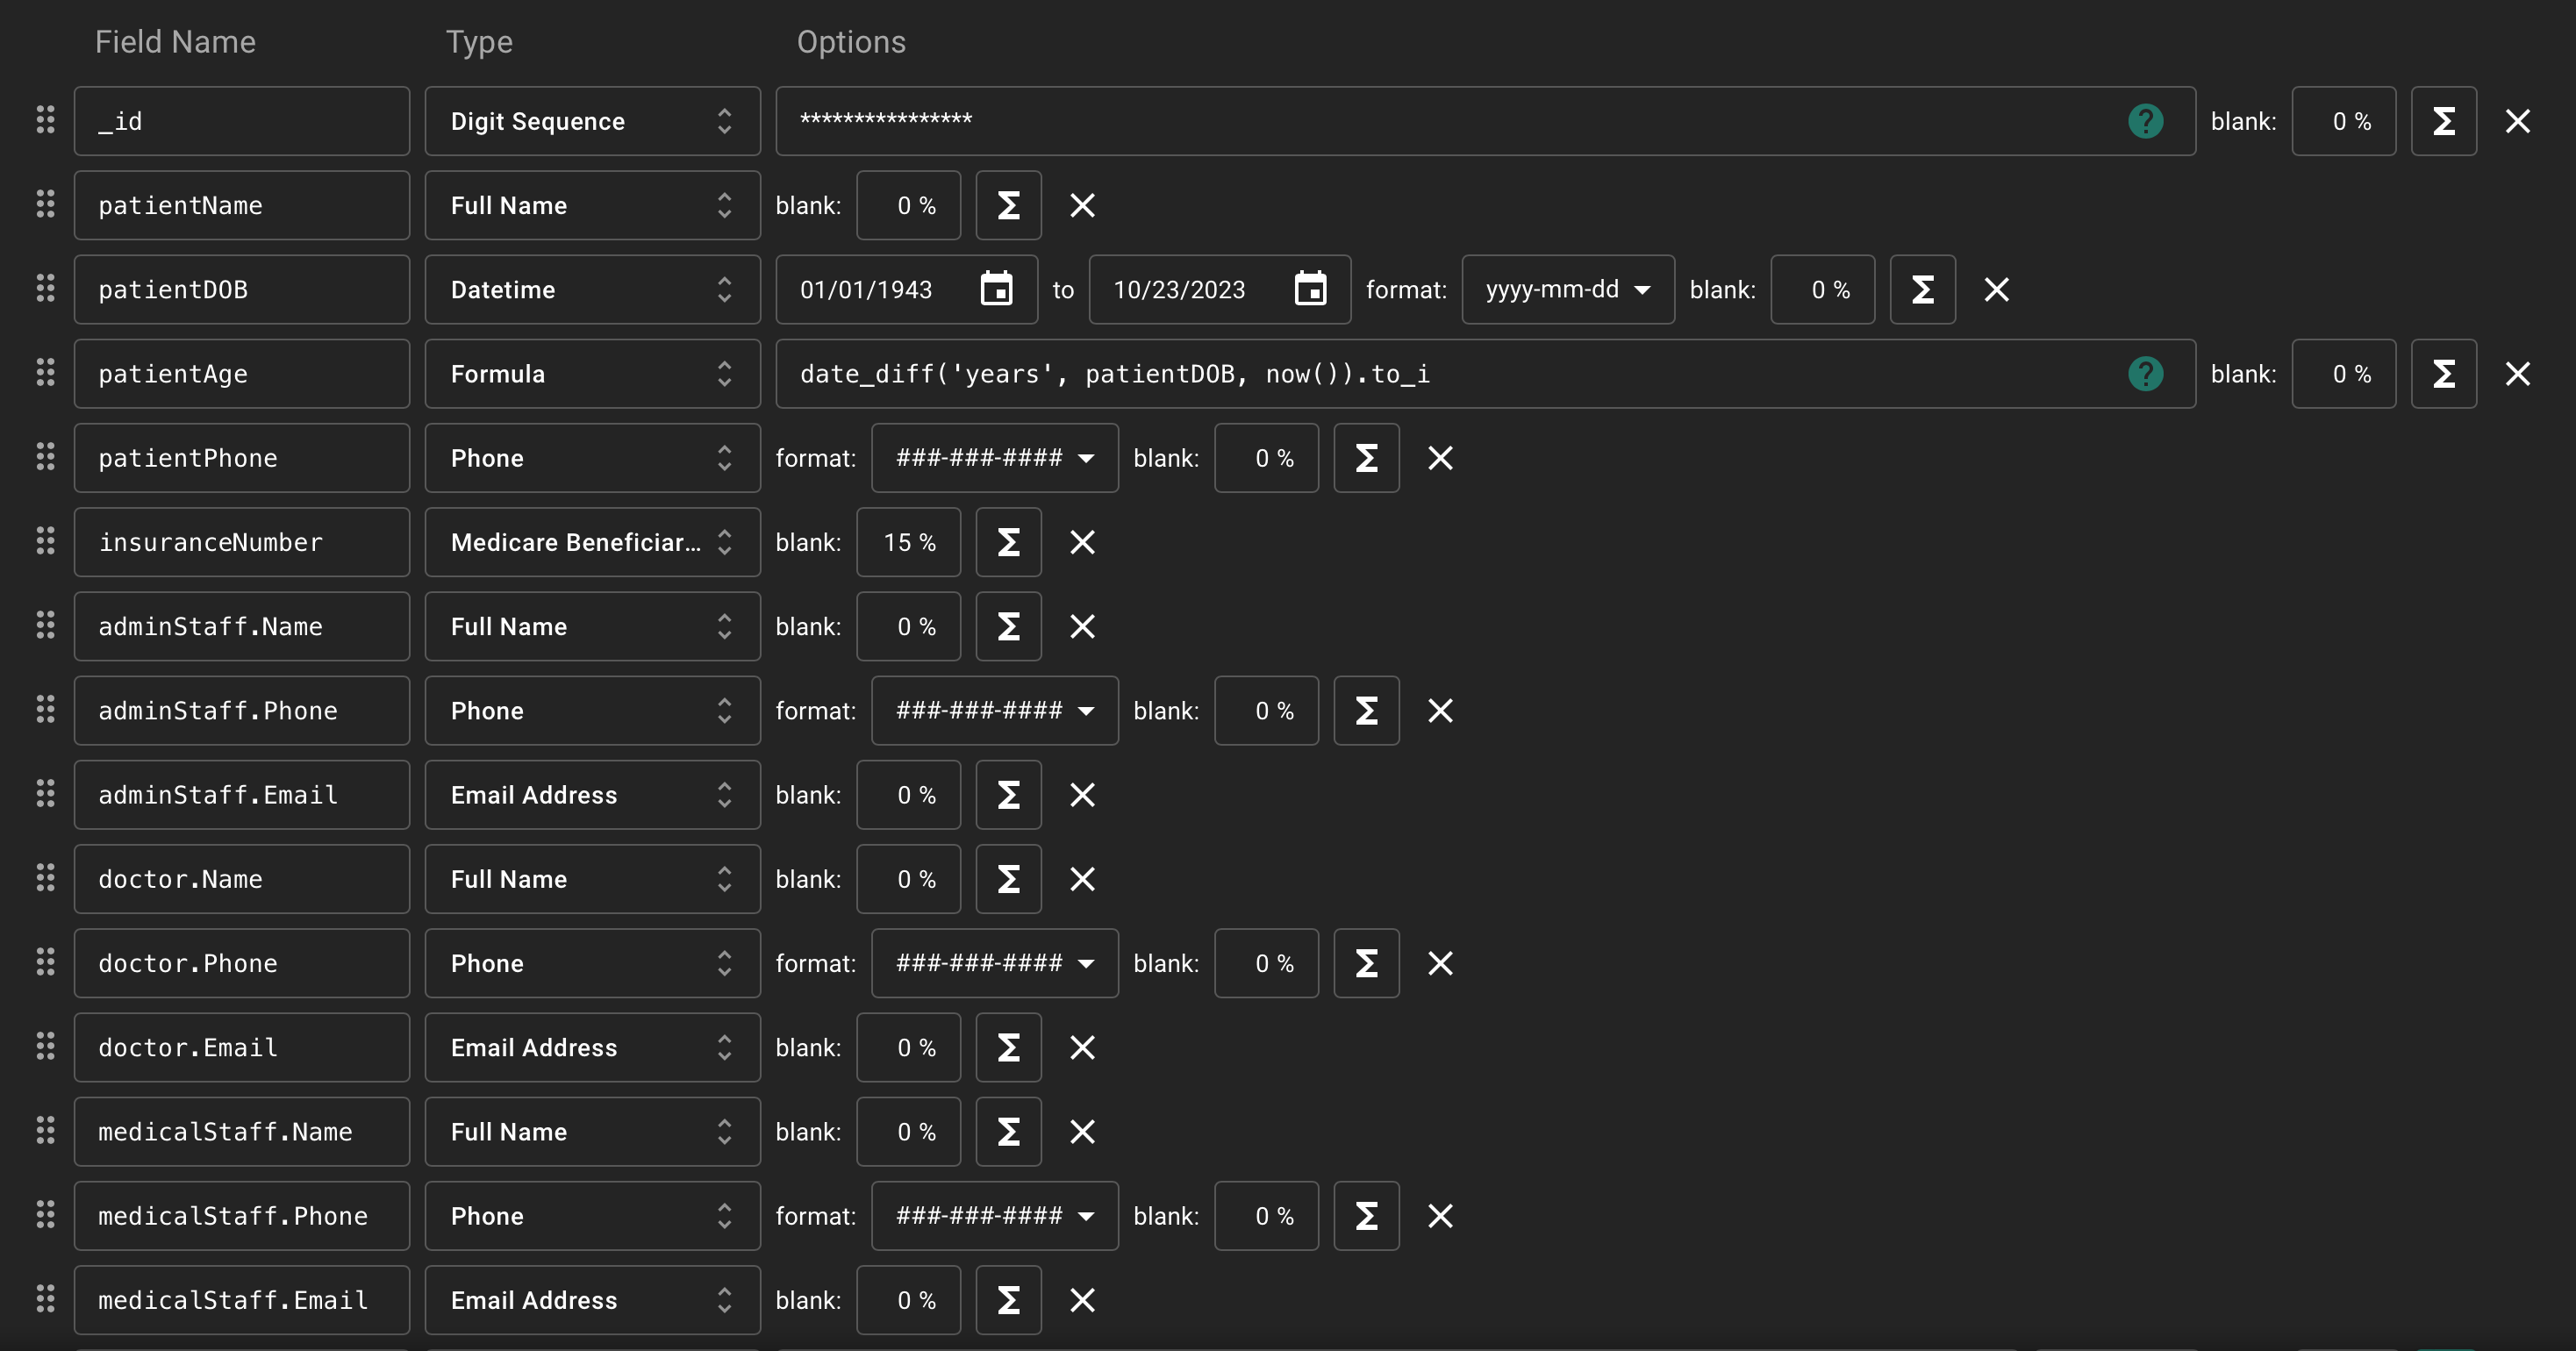 Field Name Type Options
_id Digit Sequence **************** ? blank: 0 % Σ
patientName Full Name blank: 0 % Σ
patientDOB Datetime 01/01/1943 to 10/23/2023 format: yyyy-mm-dd blank: 0 % Σ
patientAge Formula date_diff('years', patientDOB, now()).to_i ? blank: 0 % Σ
patientPhone Phone format: ###-###-#### blank: 0 % Σ
insuranceNumber Medicare Beneficiar... blank: 15 % Σ
adminStaff.Name Full Name blank: 0 % Σ
adminStaff.Phone Phone format: ###-###-#### blank: 0 % Σ
adminStaff.Email Email Address blank: 0 % Σ
doctor.Name Full Name blank: 0 % Σ
doctor.Phone Phone format: ###-###-#### blank: 0 % Σ
doctor.Email Email Address blank: 0 % Σ
medicalStaff.Name Full Name blank: 0 % Σ
medicalStaff.Phone Phone format: ###-###-#### blank: 0 % Σ
medicalStaff.Email Email Address blank: 0 % Σ